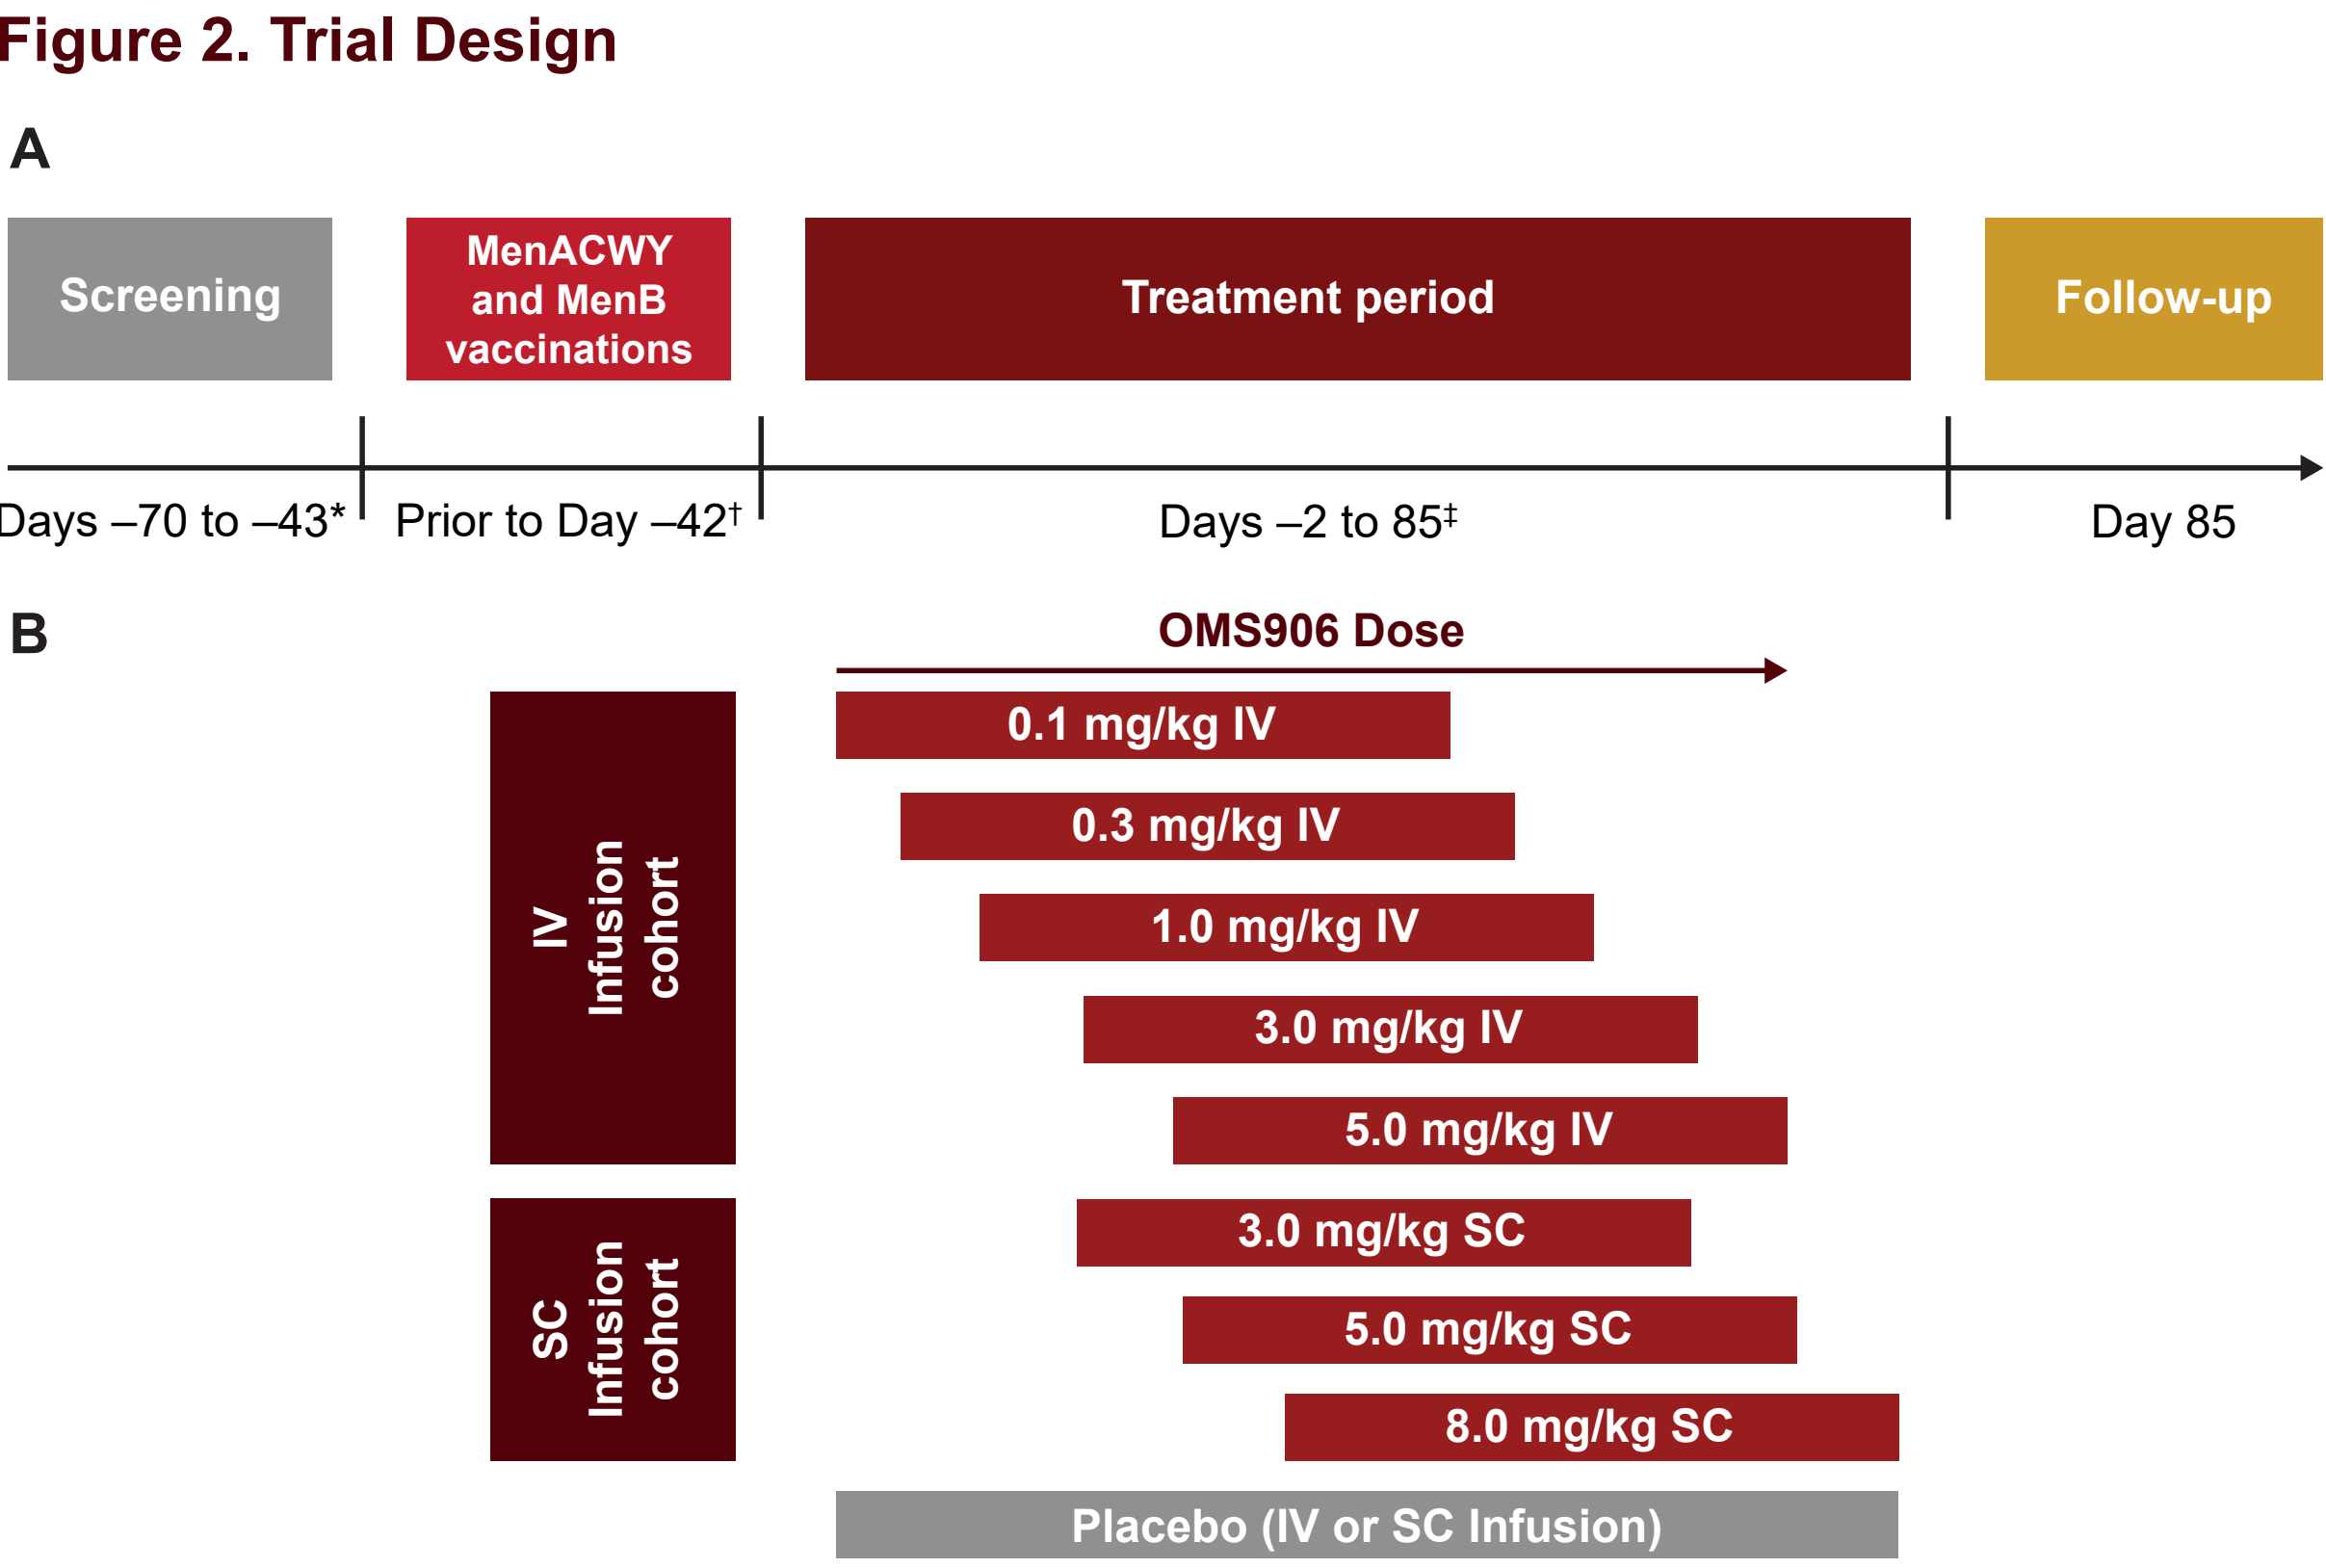 Figure 2. Trial Design
A
Screening
MenACWY
and MenB
vaccinations
Treatment period
Follow-up
Days –70 to –43*
Prior to Day –42†
Days –2 to 85‡
Day 85
B
OMS906 Dose
IV
Infusion
cohort
0.1 mg/kg IV
0.3 mg/kg IV
1.0 mg/kg IV
3.0 mg/kg IV
5.0 mg/kg IV
SC
Infusion
cohort
3.0 mg/kg SC
5.0 mg/kg SC
8.0 mg/kg SC
Placebo (IV or SC Infusion)